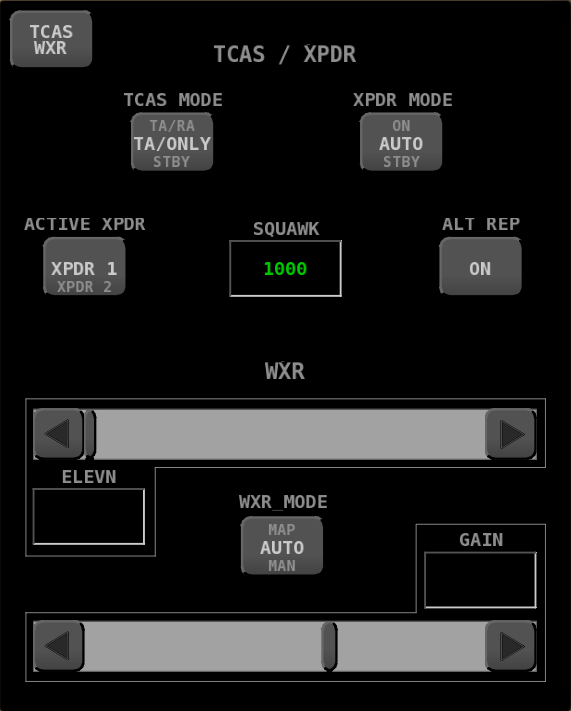 TCAS
WXR
TCAS / XPDR
TCAS MODE
XPDR MODE
TA/RA
TA/ONLY
STBY
ON
AUTO
STBY
ACTIVE XPDR
SQUAWK
ALT REP
XPDR 1
XPDR 2
1000
ON
WXR
ELEVN
WXR_MODE
MAP
AUTO
MAN
GAIN